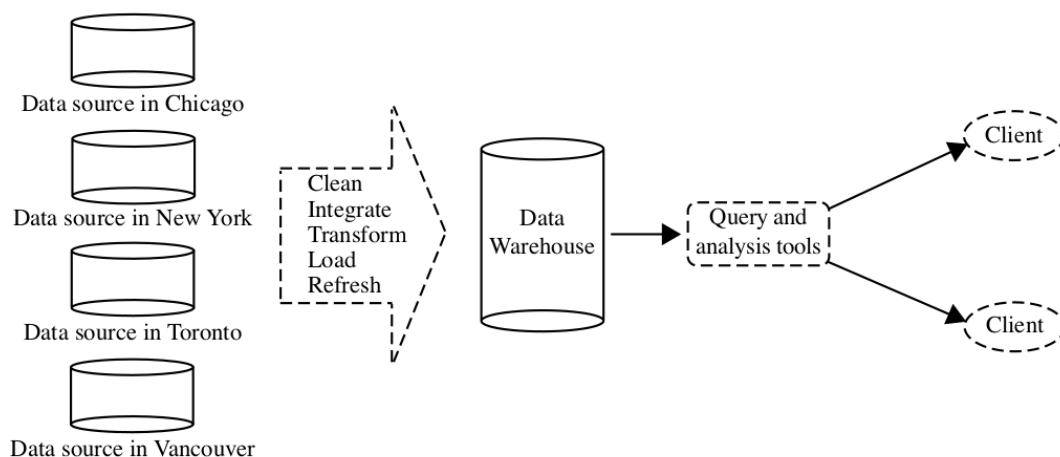 Data source in Chicago
Data source in New York
Data source in Toronto
Data source in Vancouver
Clean
Integrate
Transform
Load
Refresh
Data
Warehouse
Query and
analysis tools
Client
Client